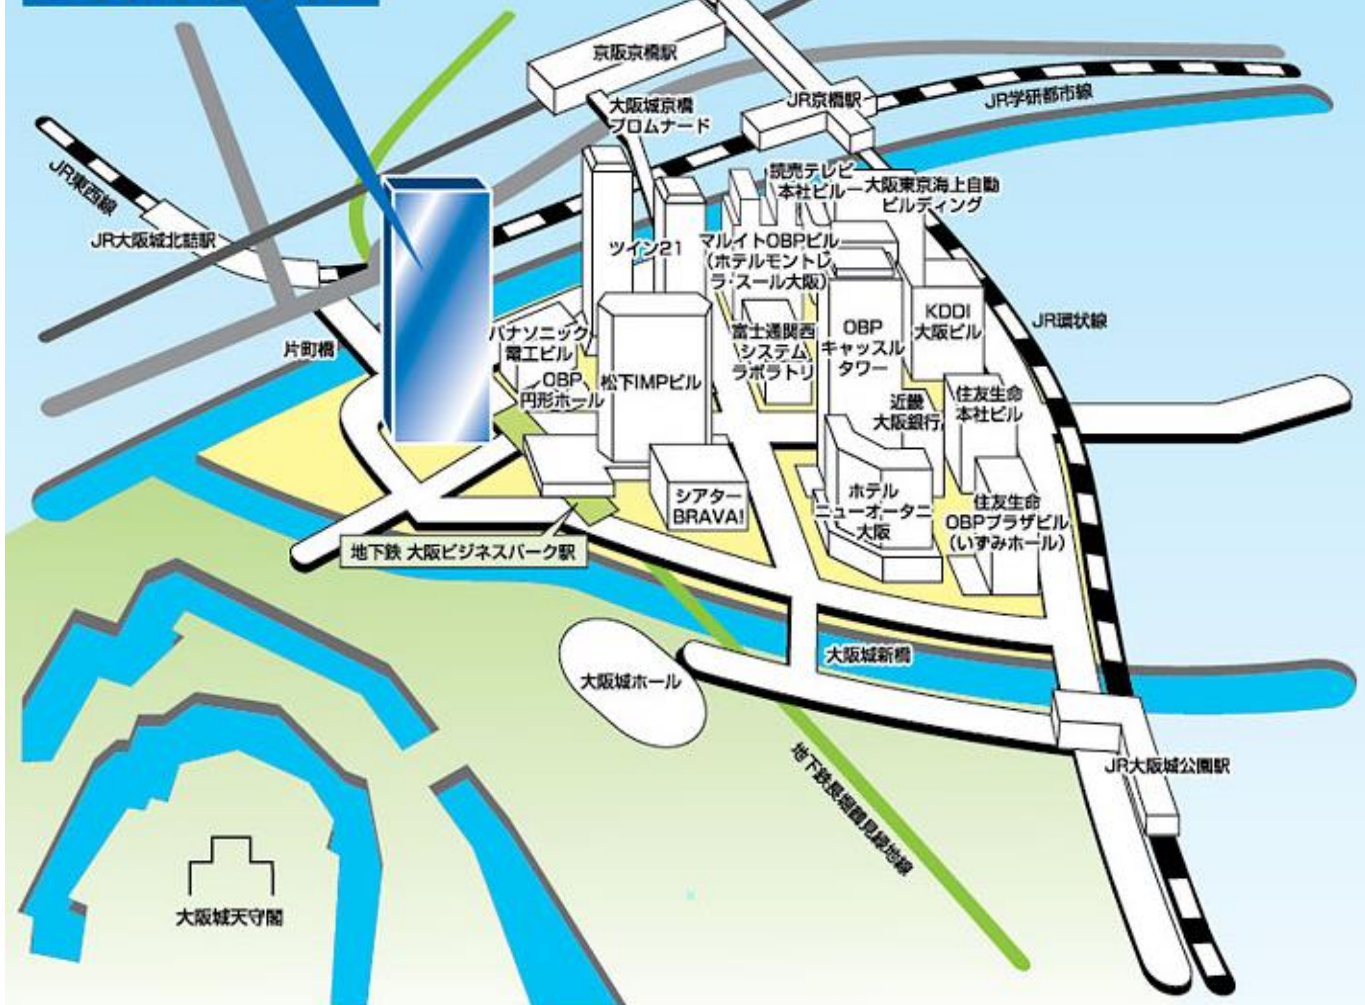 京阪京橋駅
大阪城京橋
プロムナード
JR京橋駅
JR学研都市線
JR東西線
JR大阪城北詰駅
読売テレビ
本社ビル
大阪東京海上自動
ビルディング
ツイン21
マルイトOBPビル
(ホテルモントレ
ラ・スール大阪)
片町橋
パナソニック
電工ビル
OBP
円形ホール
松下IMPビル
富士通関西
システム
ラボラトリ
OBP
キャッスル
タワー
KDDI
大阪ビル
JR環状線
近畿
大阪銀行
住友生命
本社ビル
シアター
BRAVA!
ホテル
ニューオータニ
大阪
住友生命
OBPプラザビル
(いずみホール)
地下鉄 大阪ビジネスパーク駅
大阪城新橋
大阪城ホール
地下鉄長堀鶴見緑地線
JR大阪城公園駅
大阪城天守閣